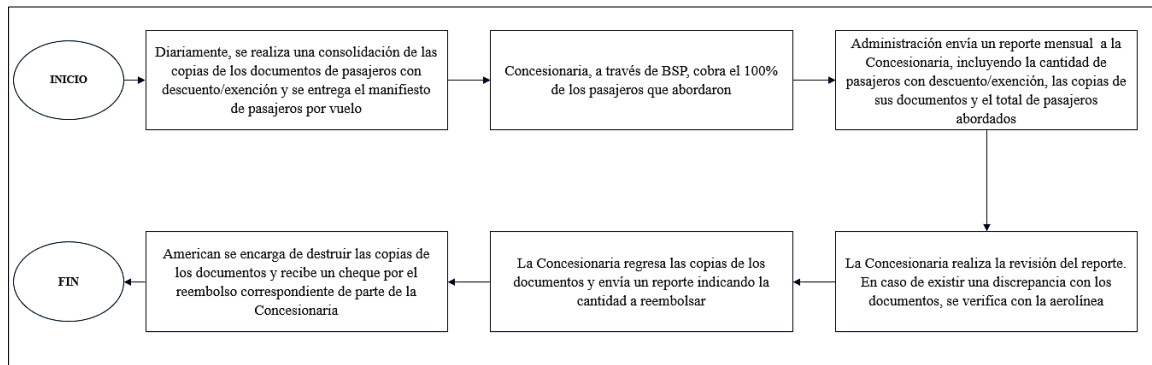 INICIO
Diariamente, se realiza una consolidación de las
copias de los documentos de pasajeros con
descuento/exención y se entrega el manifiesto
de pasajeros por vuelo
Concesionaria, a través de BSP, cobra el 100%
de los pasajeros que abordaron
Administración envía un reporte mensual a la
Concesionaria, incluyendo la cantidad de
pasajeros con descuento/exención, las copias de
sus documentos y el total de pasajeros
abordados
La Concesionaria realiza la revisión del reporte.
En caso de existir una discrepancia con los
documentos, se verifica con la aerolínea
La Concesionaria regresa las copias de los
documentos y envía un reporte indicando la
cantidad a reembolsar
American se encarga de destruir las copias de
los documentos y recibe un cheque por el
reembolso correspondiente de parte de la
Concesionaria
FIN